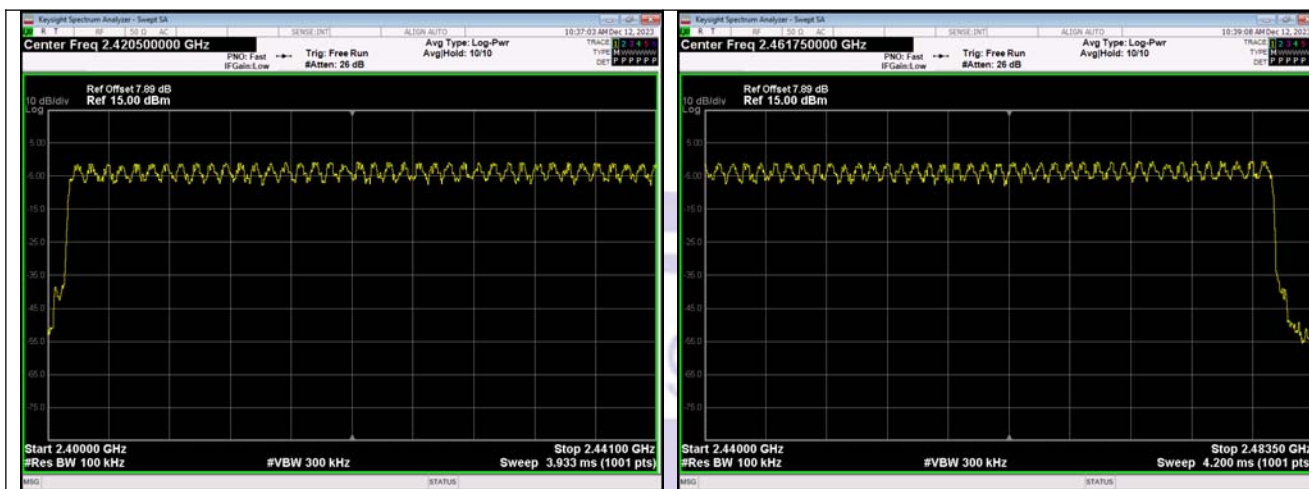 Keysight Spectrum Analyzer - Swept SA
R T RF 50 Ω AC SENSE:INT ALIGN AUTO 10:37:03 AM Dec 12, 2023
Center Freq 2.420500000 GHz
PNO: Fast
IFGain:Low
Trig: Free Run
#Atten: 26 dB
Avg Type: Log-Pwr
Avg|Hold: 10/10
TRACE 1 2 3 4 5 6
TYPE M WWWWW
DET P P P P P P
Ref Offset 7.89 dB
10 dB/div Ref 15.00 dBm
Log
5.00
-5.00
-15.0
-25.0
-35.0
-45.0
-55.0
-65.0
-75.0
Start 2.40000 GHz Stop 2.44100 GHz
#Res BW 100 kHz #VBW 300 kHz Sweep 3.933 ms (1001 pts)
MSG STATUS
Keysight Spectrum Analyzer - Swept SA
R T RF 50 Ω AC SENSE:INT ALIGN AUTO 10:39:08 AM Dec 12, 2023
Center Freq 2.461750000 GHz
PNO: Fast
IFGain:Low
Trig: Free Run
#Atten: 26 dB
Avg Type: Log-Pwr
Avg|Hold: 10/10
TRACE 1 2 3 4 5
TYPE M WWWWW
DET P P P P P
Ref Offset 7.89 dB
10 dB/div Ref 15.00 dBm
Log
5.00
-5.00
-15.0
-25.0
-35.0
-45.0
-55.0
-65.0
-75.0
Start 2.44000 GHz Stop 2.48350 GHz
#Res BW 100 kHz #VBW 300 kHz Sweep 4.200 ms (1001 pts
MSG STATUS